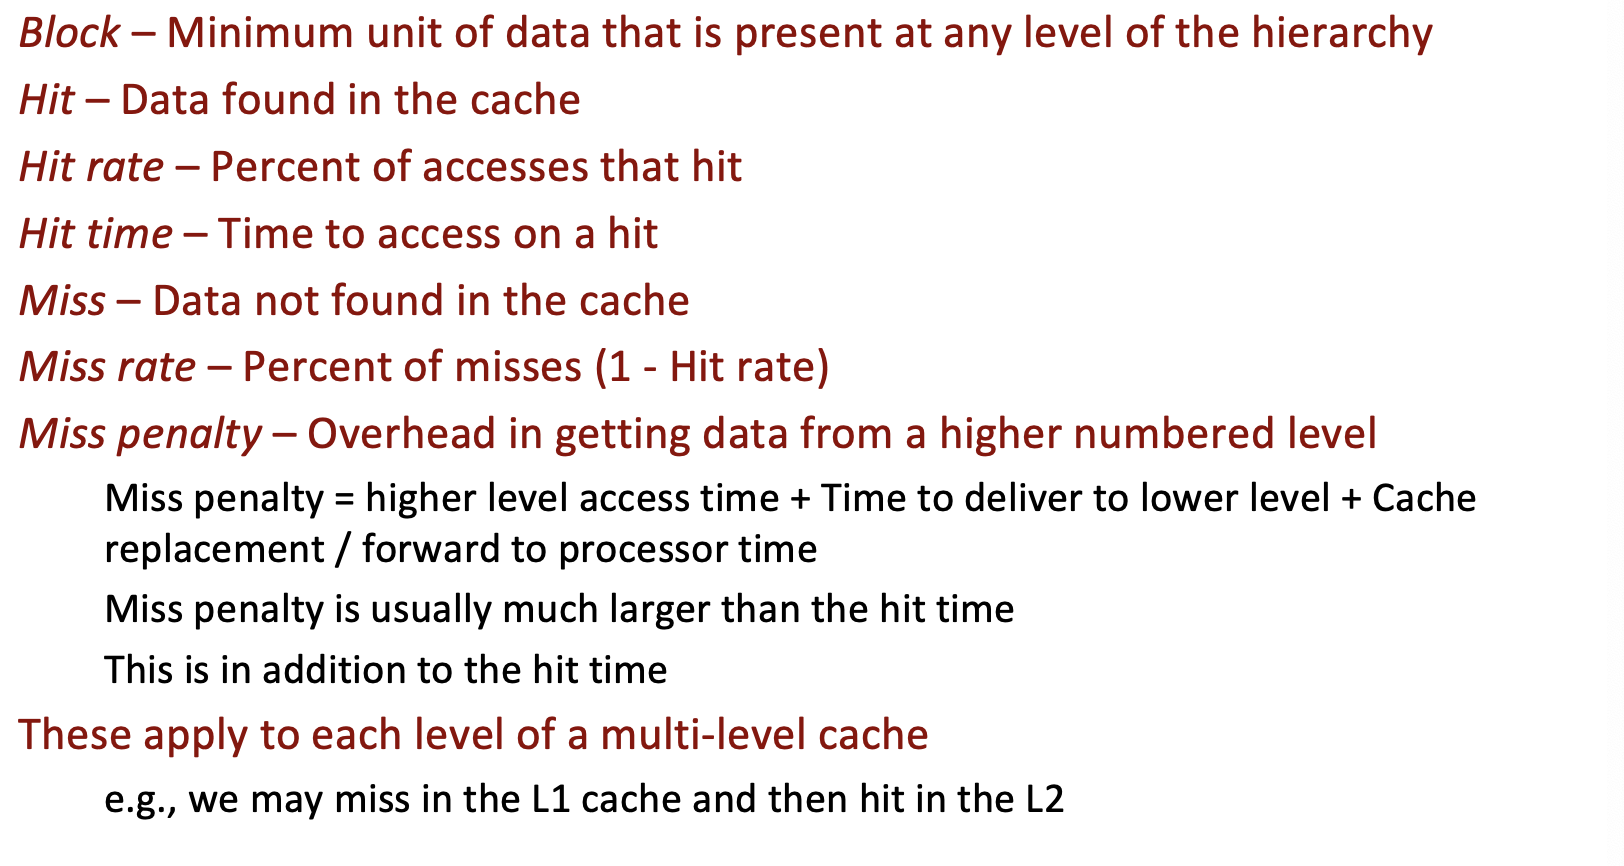 Block – Minimum unit of data that is present at any level of the hierarchy
Hit – Data found in the cache
Hit rate – Percent of accesses that hit
Hit time – Time to access on a hit
Miss – Data not found in the cache
Miss rate – Percent of misses (1 - Hit rate)
Miss penalty – Overhead in getting data from a higher numbered level
Miss penalty = higher level access time + Time to deliver to lower level + Cache
replacement / forward to processor time
Miss penalty is usually much larger than the hit time
This is in addition to the hit time
These apply to each level of a multi-level cache
e.g., we may miss in the L1 cache and then hit in the L2